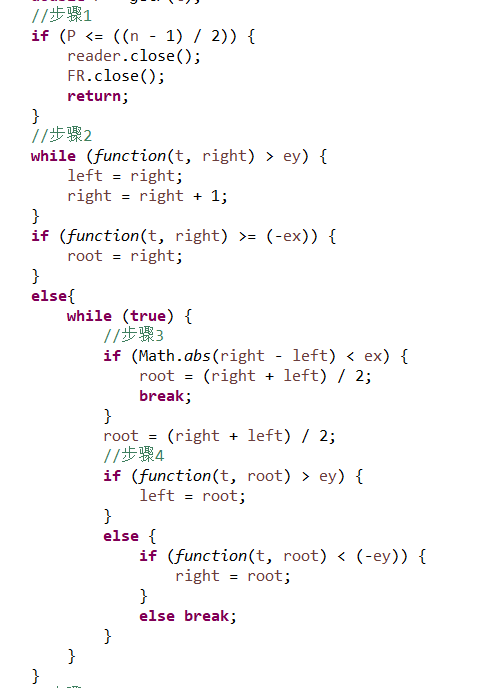 //步骤1
if (P <= ((n - 1) / 2)) {
reader.close();
FR.close();
return;
}
//步骤2
while (function(t, right) > ey) {
left = right;
right = right + 1;
}
if (function(t, right) >= (-ex)) {
root = right;
}
else{
while (true) {
//步骤3
if (Math.abs(right - left) < ex) {
root = (right + left) / 2;
break;
}
root = (right + left) / 2;
//步骤4
if (function(t, root) > ey) {
left = root;
}
else {
if (function(t, root) < (-ey)) {
right = root;
}
else break;
}
}
}